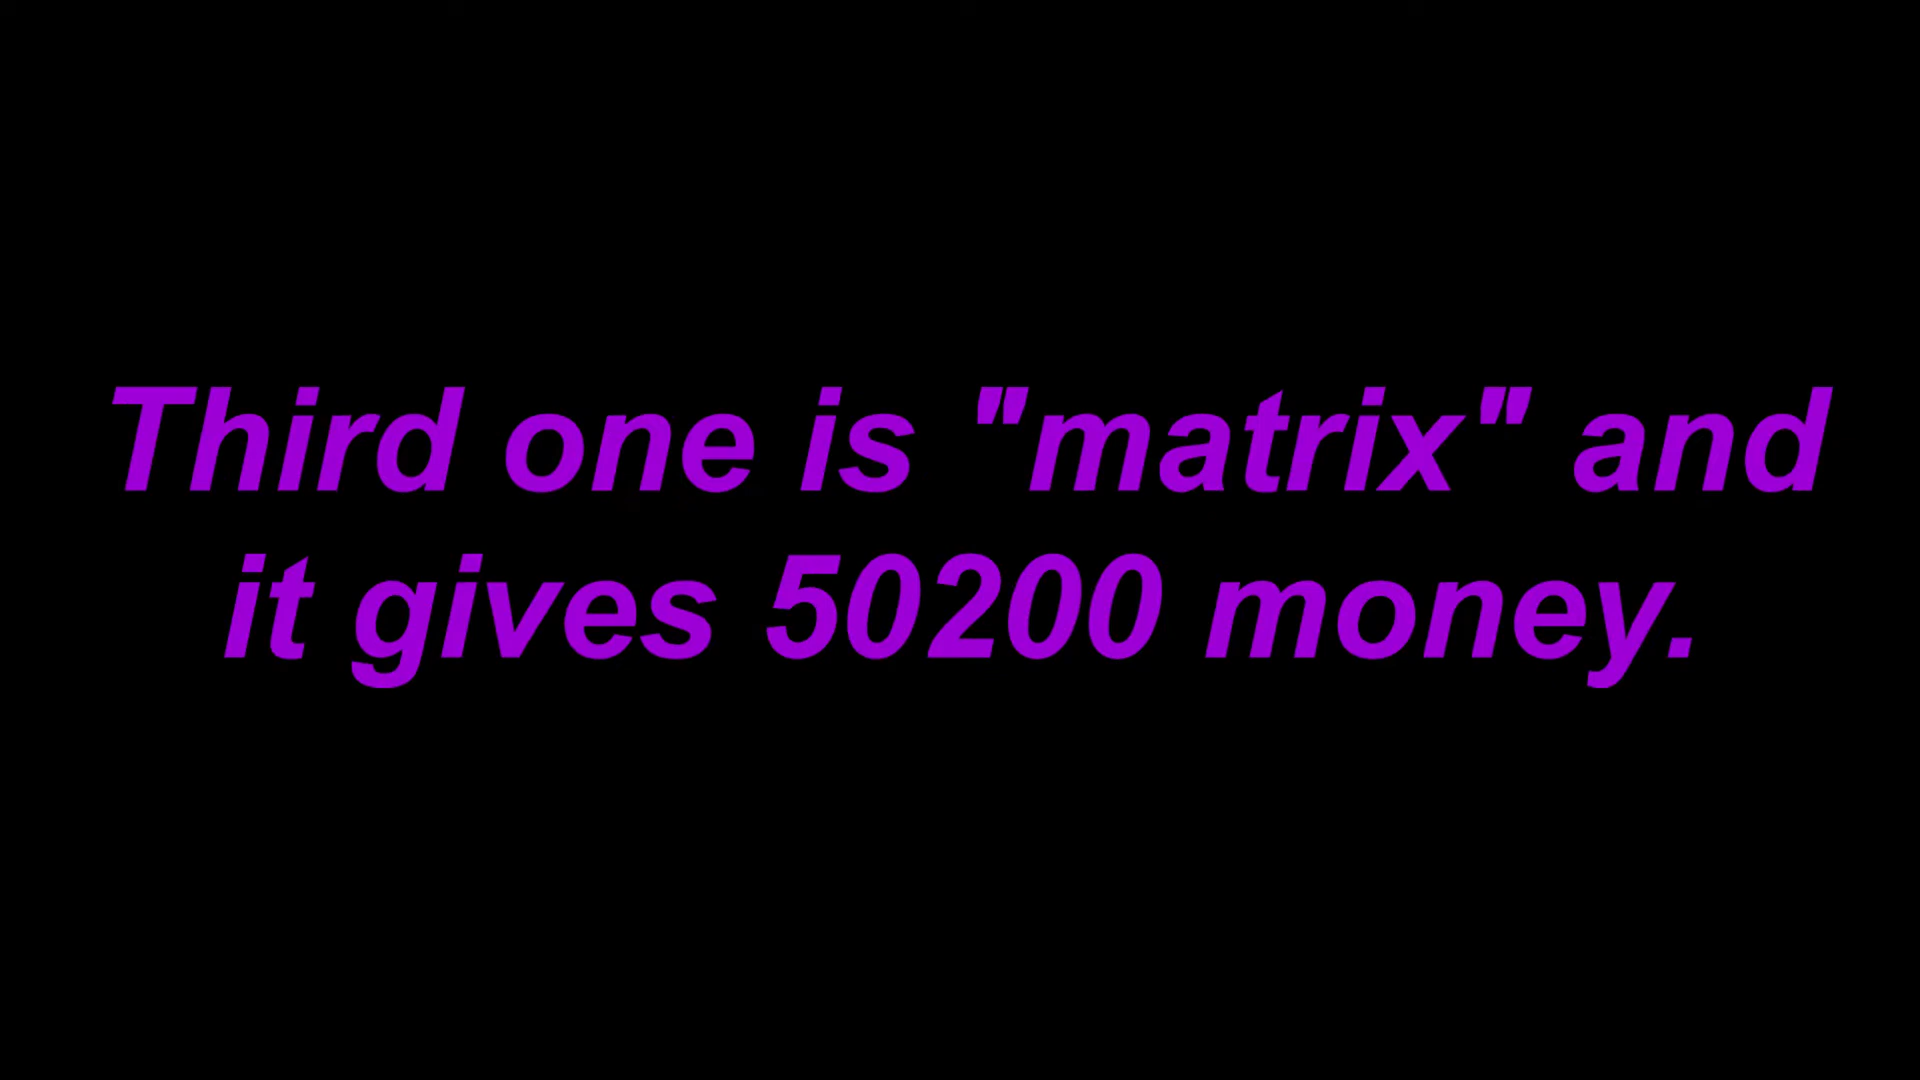 Third one is "matrix" and
it gives 50200 money.